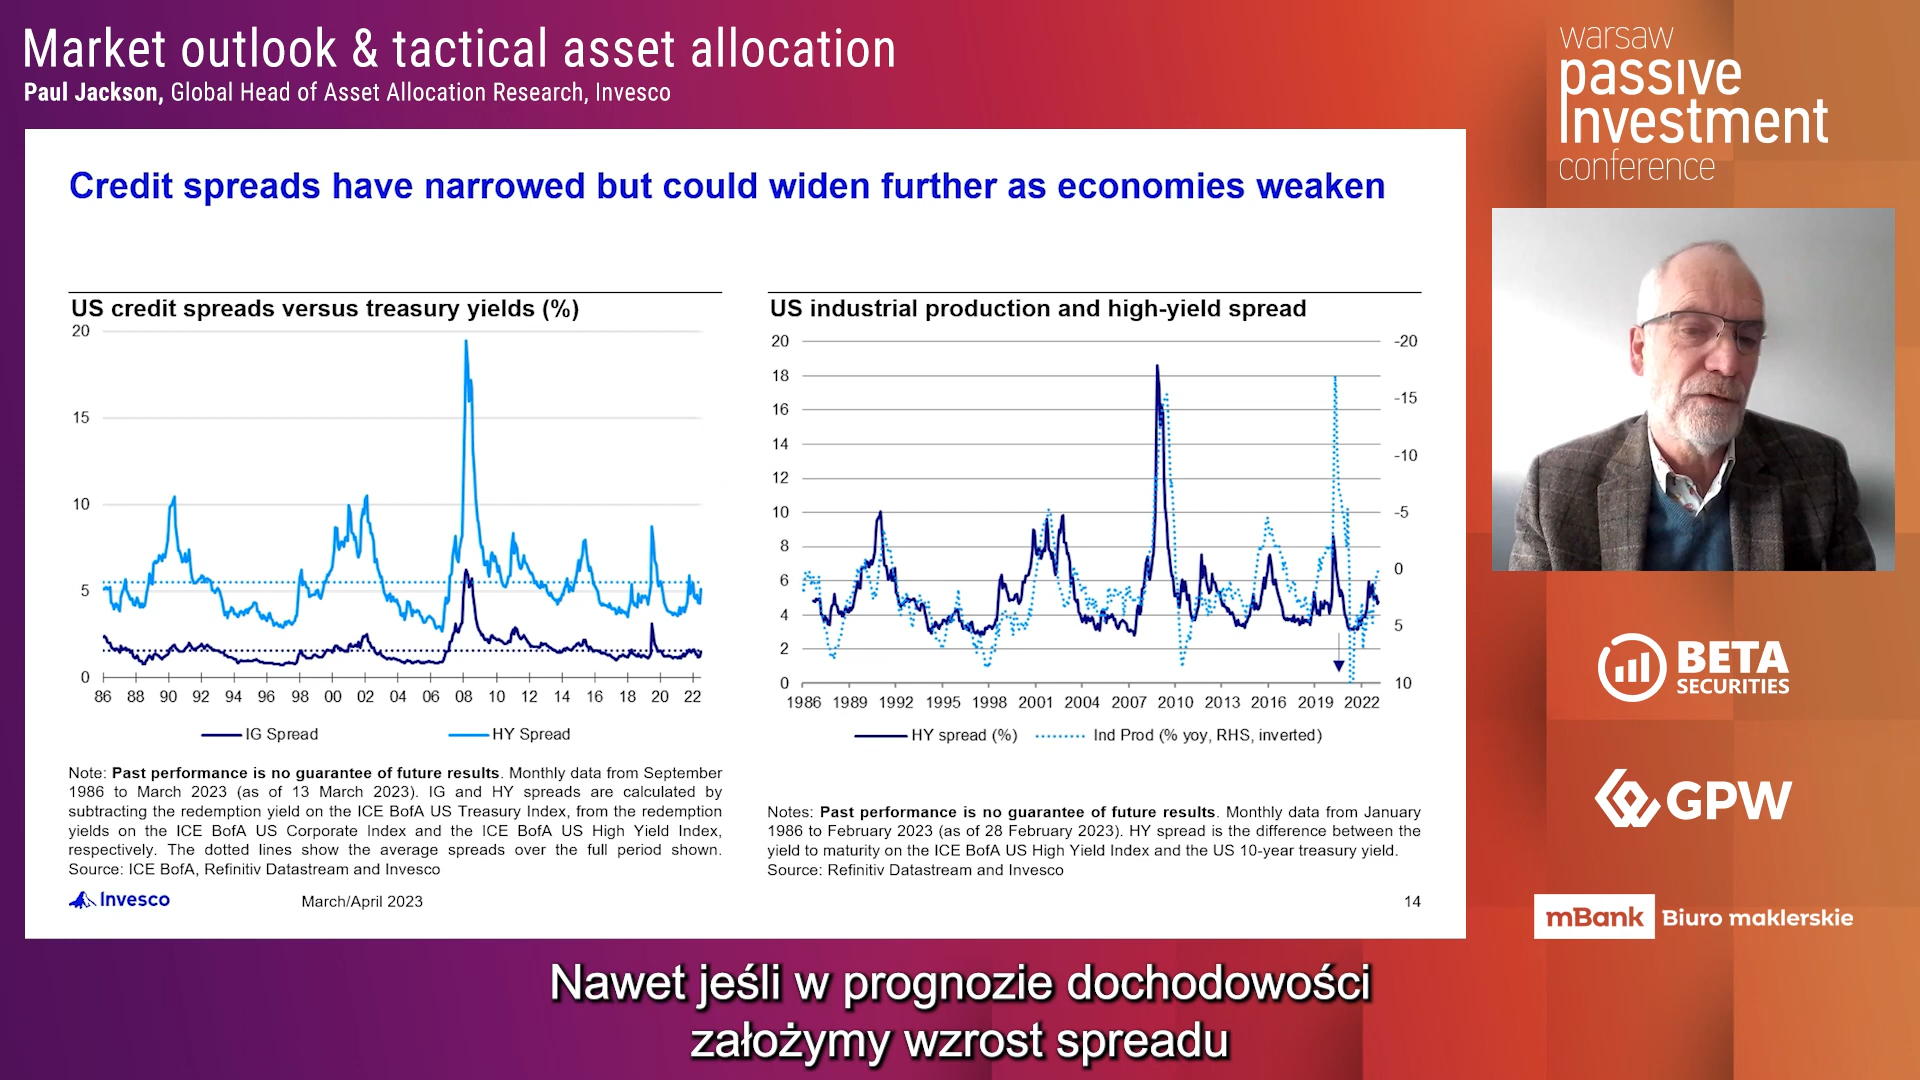 Market outlook & tactical asset allocation
Paul Jackson, Global Head of Asset Allocation Research, Invesco
warsaw
passive
Investment
conference
Credit spreads have narrowed but could widen further as economies weaken
US credit spreads versus treasury yields (%)
20
15
10
5
0
86 88 90 92 94 96 98 00 02 04 06 08 10 12 14 16 18 20 22
IG Spread HY Spread
Note: Past performance is no guarantee of future results. Monthly data from September
1986 to March 2023 (as of 13 March 2023). IG and HY spreads are calculated by
subtracting the redemption yield on the ICE BofA US Treasury Index, from the redemption
yields on the ICE BofA US Corporate Index and the ICE BofA US High Yield Index,
respectively. The dotted lines show the average spreads over the full period shown.
Source: ICE BofA, Refinitiv Datastream and Invesco
US industrial production and high-yield spread
20 -20
18
-15
16
14
-10
12
10 -5
8
0
6
4
5
2
0 10
1986 1989 1992 1995 1998 2001 2004 2007 2010 2013 2016 2019 2022
HY spread (%) Ind Prod (% yoy, RHS, inverted)
Notes: Past performance is no guarantee of future results. Monthly data from January
1986 to February 2023 (as of 28 February 2023). HY spread is the difference between the
yield to maturity on the ICE BofA US High Yield Index and the US 10-year treasury yield.
Source: Refinitiv Datastream and Invesco
Invesco March/April 2023 14
BETA
SECURITIES
GPW
mBank Biuro maklerskie
Nawet jeśli w prognozie dochodowości
założymy wzrost spreadu